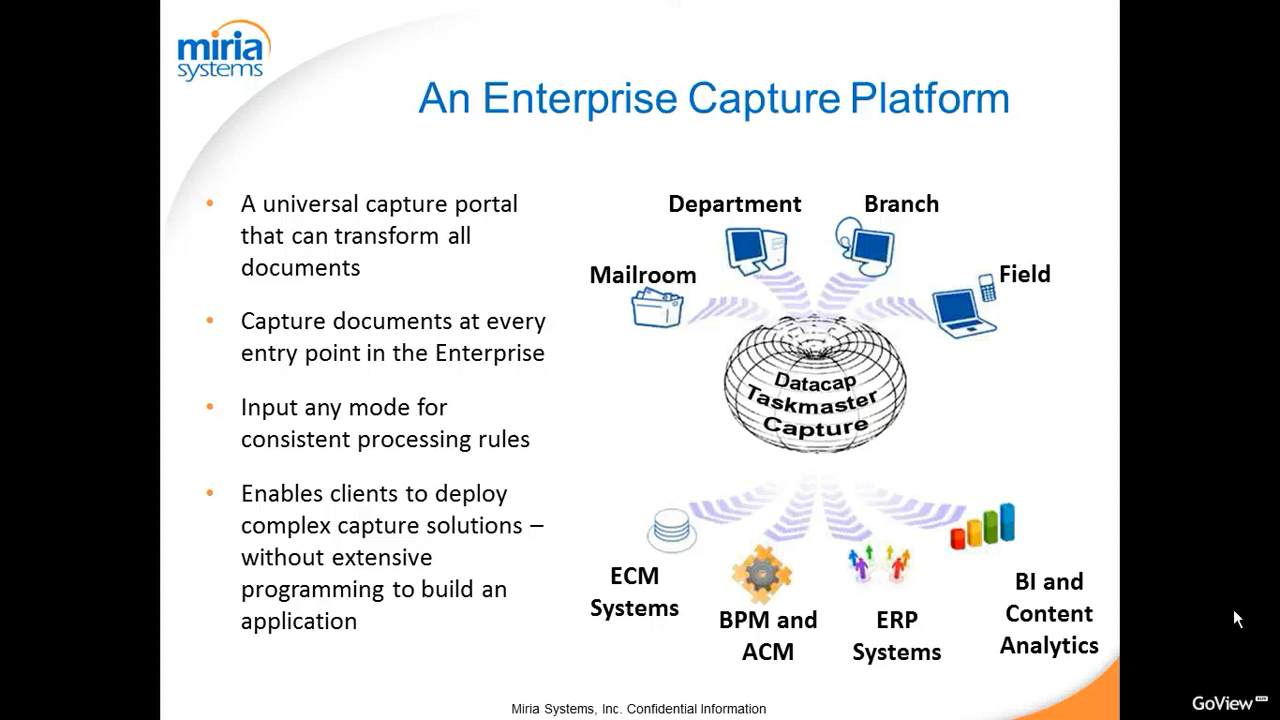 miria
systems
An Enterprise Capture Platform
• A universal capture portal
that can transform all
documents
• Capture documents at every
entry point in the Enterprise
• Input any mode for
consistent processing rules
• Enables clients to deploy
complex capture solutions –
without extensive
programming to build an
application
Department
Branch
Mailroom
Field
Datacap
Taskmaster
Capture
ECM
Systems
BPM and
ACM
ERP
Systems
BI and
Content
Analytics
Miria Systems, Inc. Confidential Information
GoView